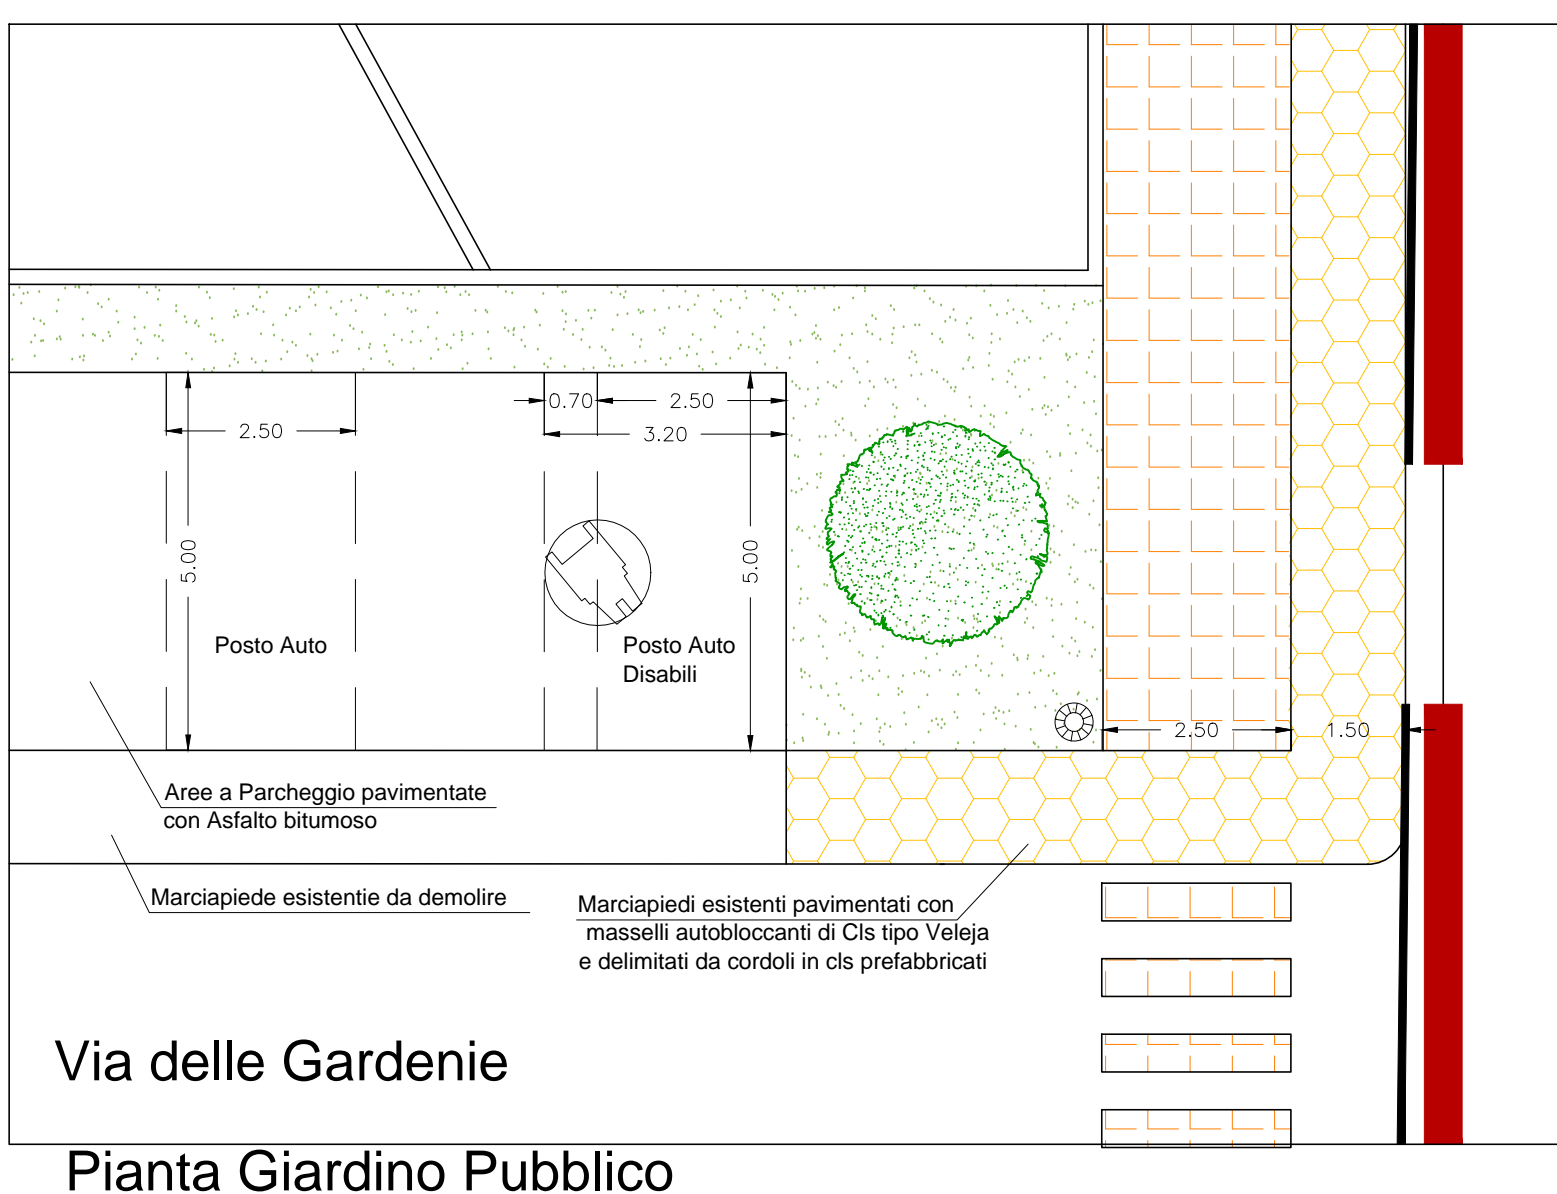 0.70
2.50
2.50
3.20
5.00
5.00
Posto Auto
Posto Auto
Disabili
2.50
1.50
Aree a Parcheggio pavimentate
con Asfalto bitumoso
Marciapiede esistentie da demolire
Marciapiedi esistenti pavimentati con
masselli autobloccanti di Cls tipo Veleja
e delimitati da cordoli in cls prefabbricati
Via delle Gardenie
Pianta Giardino Pubblico